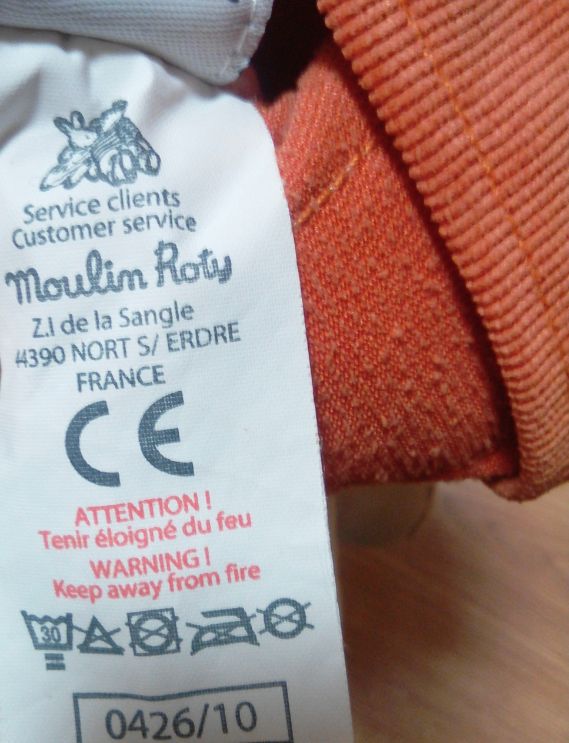 Service clients
Customer service
Moulin Roty
Z.I de la Sangle
44390 NORT S/ ERDRE
FRANCE
CE
ATTENTION !
Tenir éloigné du feu
WARNING !
Keep away from fire
30
0426/10